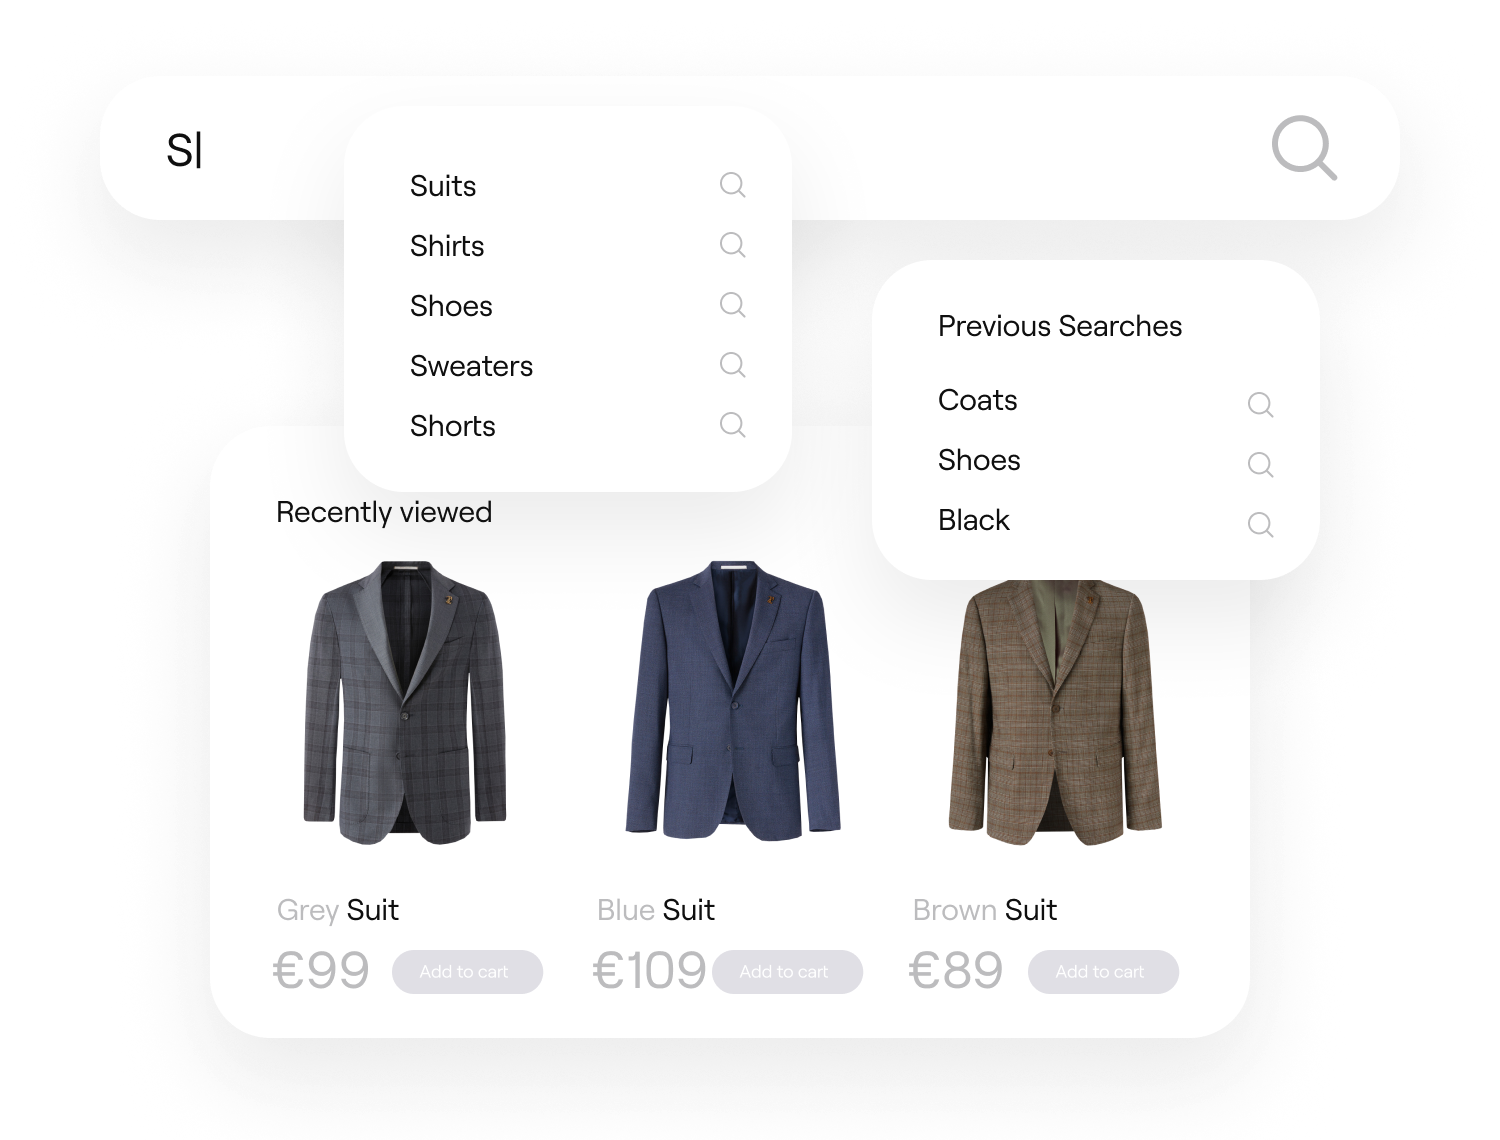 S
Suits
Shirts
Shoes
Sweaters
Shorts
Previous Searches
Coats
Shoes
Black
Recently viewed
Grey Suit
€99 Add to cart
Blue Suit
€109 Add to cart
Brown Suit
€89 Add to cart